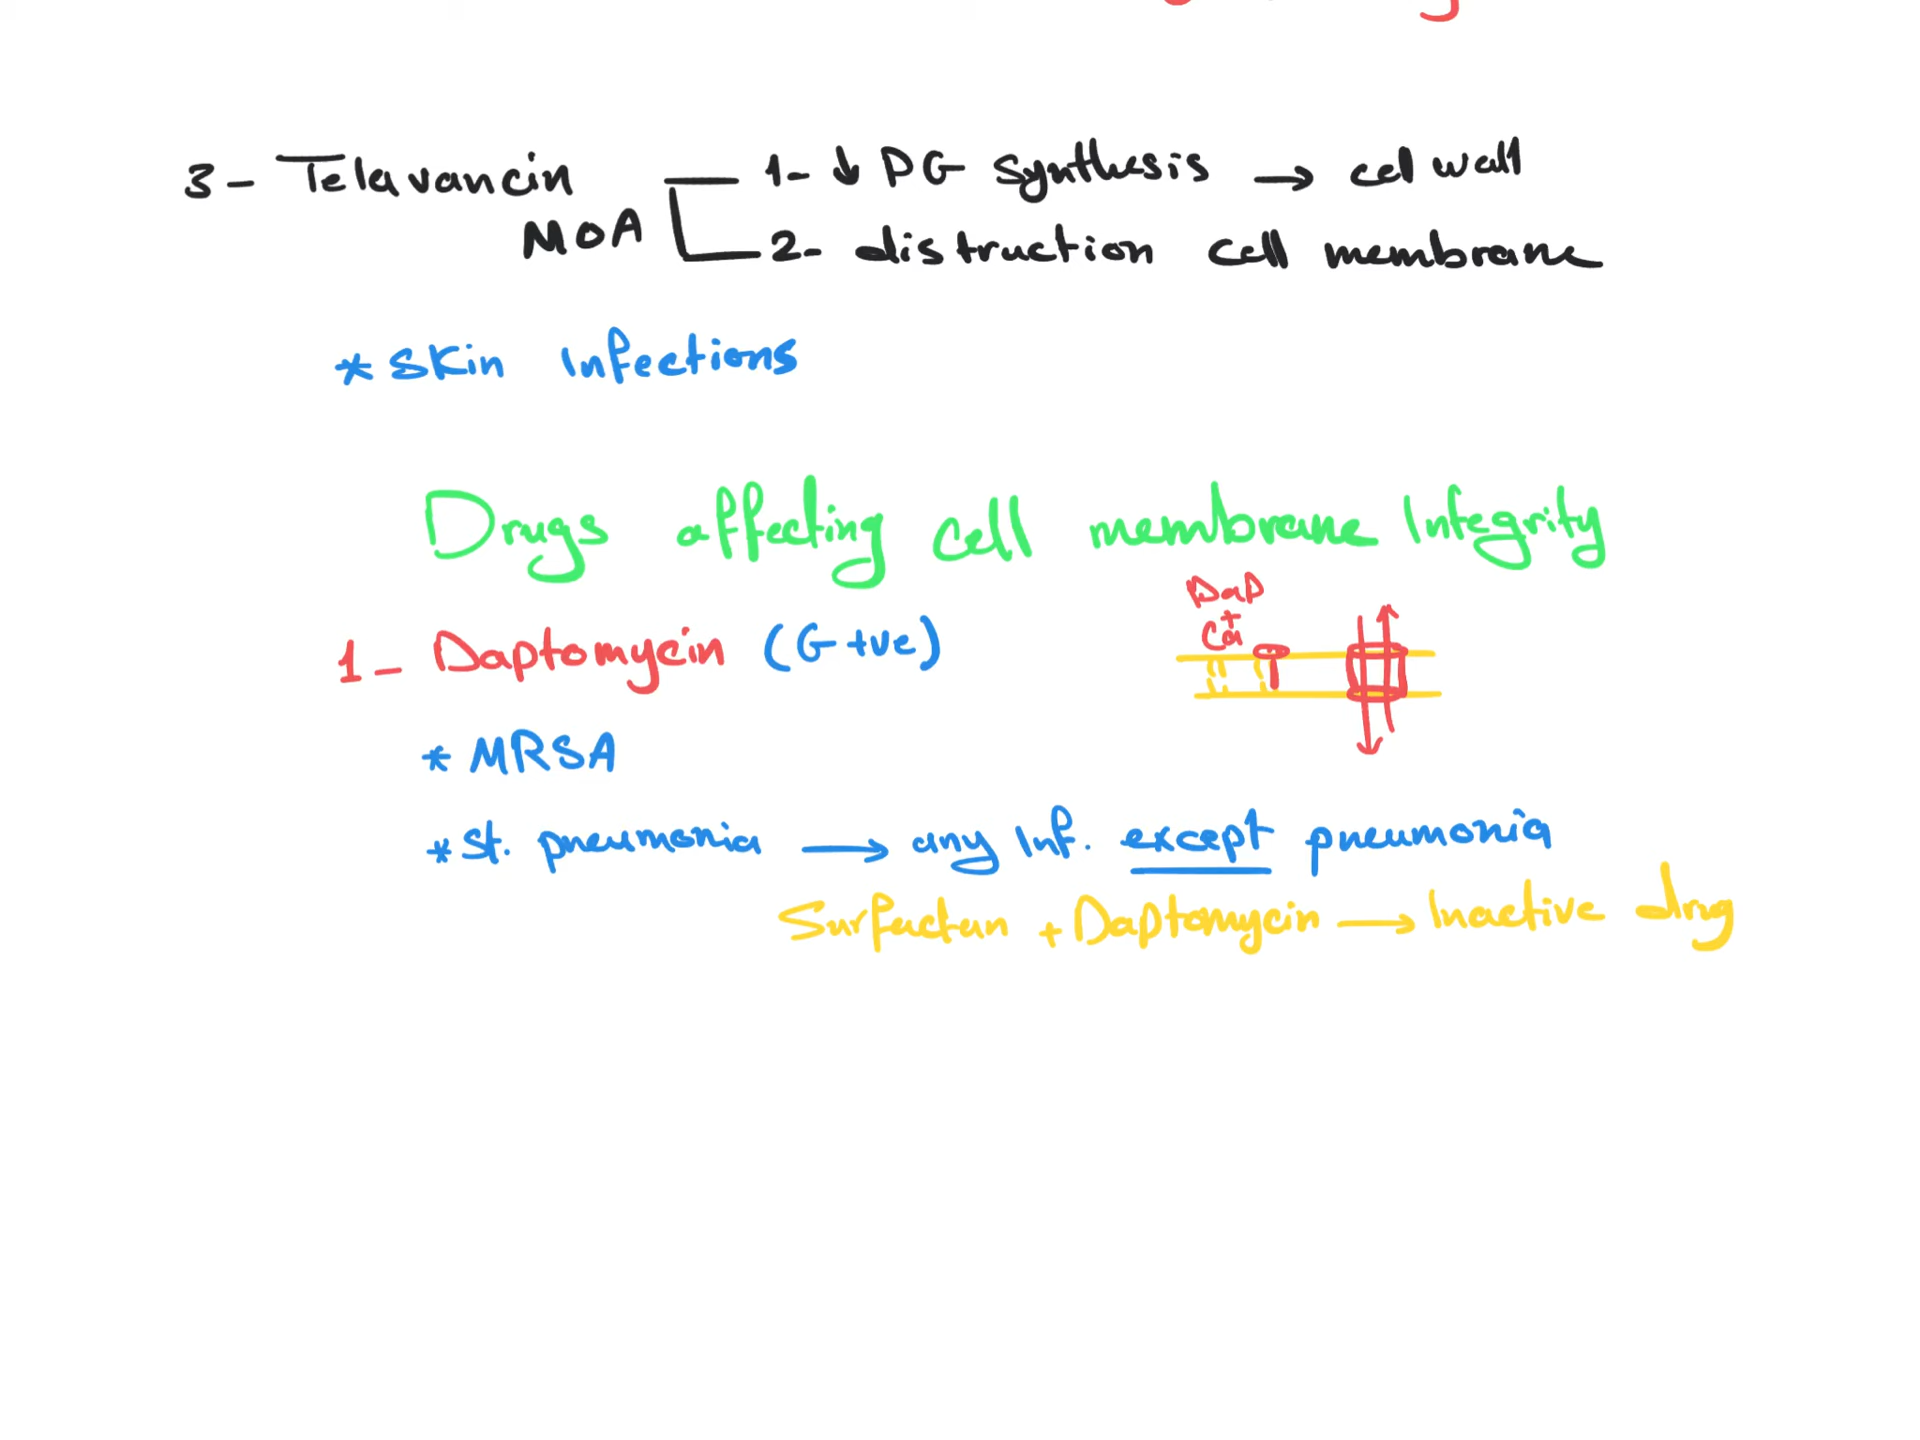 3- Telavancin 1- ↓ PG synthesis → cel wall
MOA 2- distruction cell membrane
* Skin Infections
Drugs affecting cell membrane Integrity
DaP
+
Ca
1- Daptomycin (G +ve)
* MRSA
* St. pneumonia → any Inf. except pneumonia
Surfactan + Daptomycin → Inactive drug